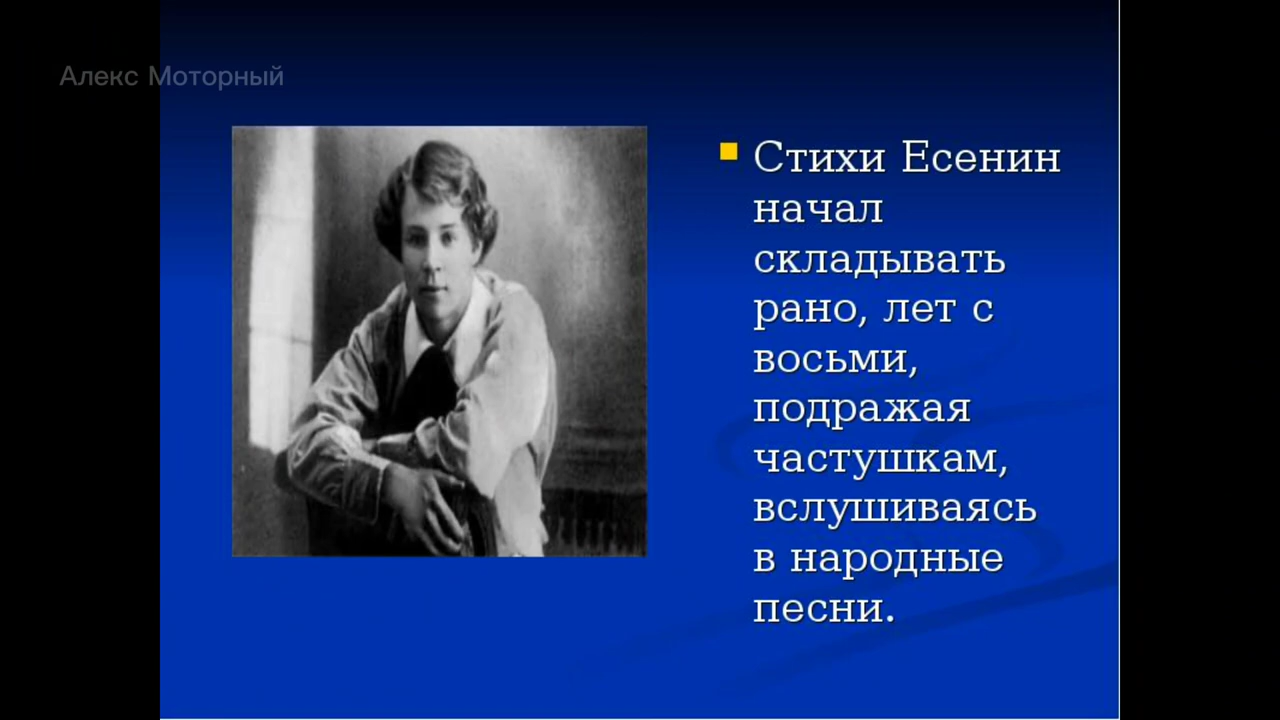 Алекс Моторный
Стихи Есенин
начал
складывать
рано, лет с
восьми,
подражая
частушкам,
вслушиваясь
в народные
песни.